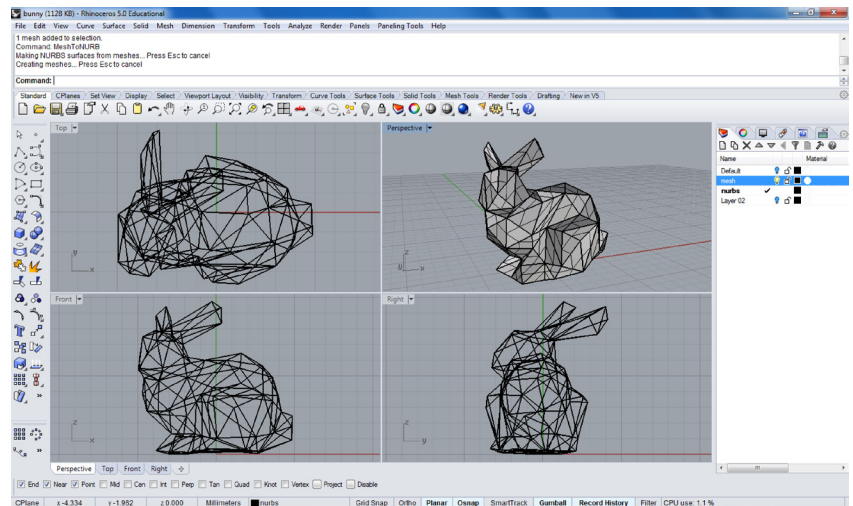 bunny (1128 KB) - Rhinoceros 5.0 Educational
File Edit View Curve Surface Solid Mesh Dimension Transform Tools Analyze Render Panels Paneling Tools Help
1 mesh added to selection.
Command: MeshToNURB
Making NURBS surfaces from meshes... Press Esc to cancel
Creating meshes... Press Esc to cancel
Command:
Standard CPlanes Set View Display Select Viewport Layout Visibility Transform Curve Tools Surface Tools Solid Tools Mesh Tools Render Tools Drafting New in V5
Top
Perspective
Name Material
Default
mesh
nurbs
Layer 02
y
x
z
y x
Front
Right
z
x
z
y
Perspective Top Front Right
End Near Point Mid Cen Int Perp Tan Quad Knot Vertex Project Disable
CPlane x -4.334 y -1.952 z 0.000 Millimeters nurbs Grid Snap Ortho Planar Osnap SmartTrack Gumball Record History Filter CPU use: 1.1 %